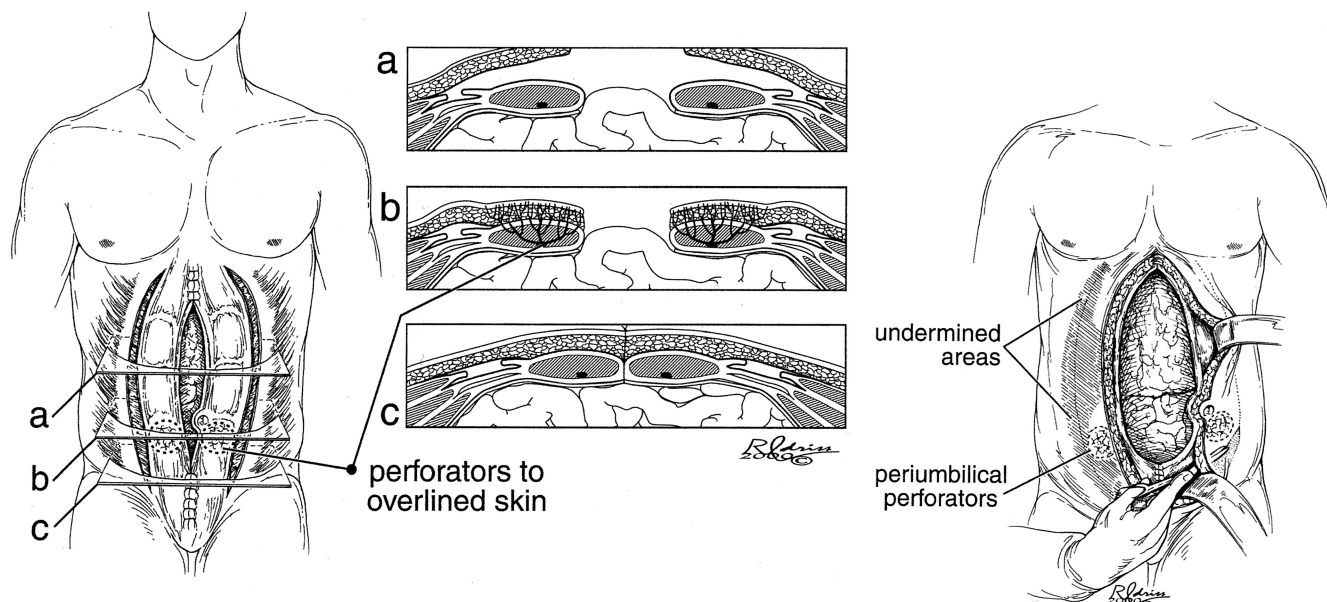 a
b
c
a
b
c
perforators to
overlined skin
undermined
areas
periumbilical
perforators